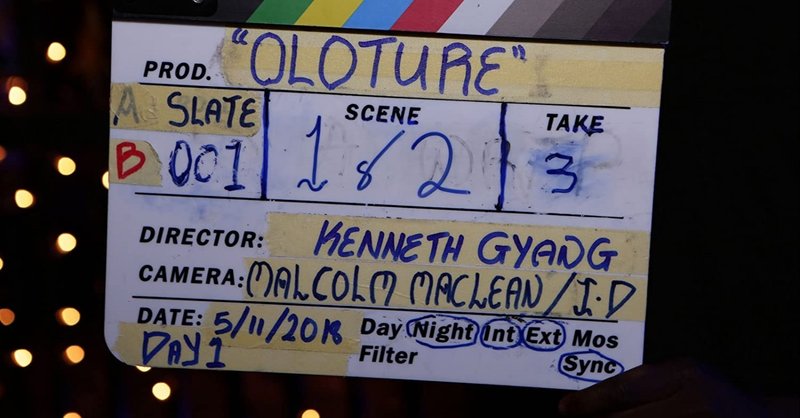 PROD. "OLOTURE"
A SLATE SCENE TAKE
B 001 1 & 2 3
DIRECTOR: KENNETH GYANG
CAMERA: MALCOLM MACLEAN / I.D
DATE: 5/11/2018 Day Night Int Ext Mos
DAY 1 Filter Sync